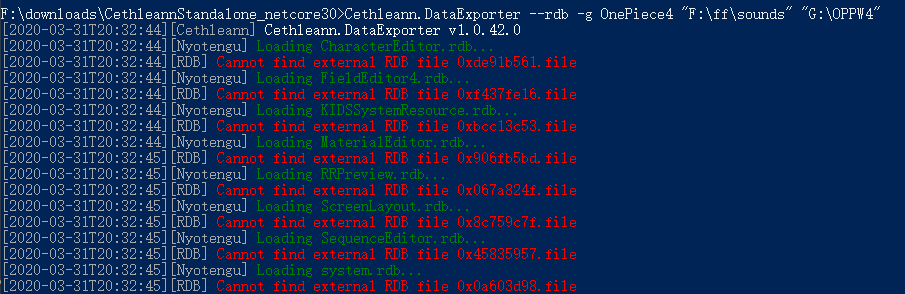 F:\downloads\CethleannStandalone_netcore30>Cethleann.DataExporter --rdb -g OnePiece4 "F:\ff\sounds" "G:\OPPW4"
[2020-03-31T20:32:44][Cethleann] Cethleann.DataExporter v1.0.42.0
[2020-03-31T20:32:44][Nyotengu] Loading CharacterEditor.rdb...
[2020-03-31T20:32:44][RDB] Cannot find external RDB file 0xde91b561.file
[2020-03-31T20:32:44][Nyotengu] Loading FieldEditor4.rdb...
[2020-03-31T20:32:44][RDB] Cannot find external RDB file 0xf437fe16.file
[2020-03-31T20:32:44][Nyotengu] Loading KIDSSystemResource.rdb...
[2020-03-31T20:32:44][RDB] Cannot find external RDB file 0xbcc13c53.file
[2020-03-31T20:32:44][Nyotengu] Loading MaterialEditor.rdb...
[2020-03-31T20:32:45][RDB] Cannot find external RDB file 0x906fb5bd.file
[2020-03-31T20:32:45][Nyotengu] Loading RRPreview.rdb...
[2020-03-31T20:32:45][RDB] Cannot find external RDB file 0x067a824f.file
[2020-03-31T20:32:45][Nyotengu] Loading ScreenLayout.rdb...
[2020-03-31T20:32:45][RDB] Cannot find external RDB file 0x8c759c7f.file
[2020-03-31T20:32:45][Nyotengu] Loading SequenceEditor.rdb...
[2020-03-31T20:32:45][RDB] Cannot find external RDB file 0x45835957.file
[2020-03-31T20:32:45][Nyotengu] Loading system.rdb...
[2020-03-31T20:32:45][RDB] Cannot find external RDB file 0x0a603d98.file